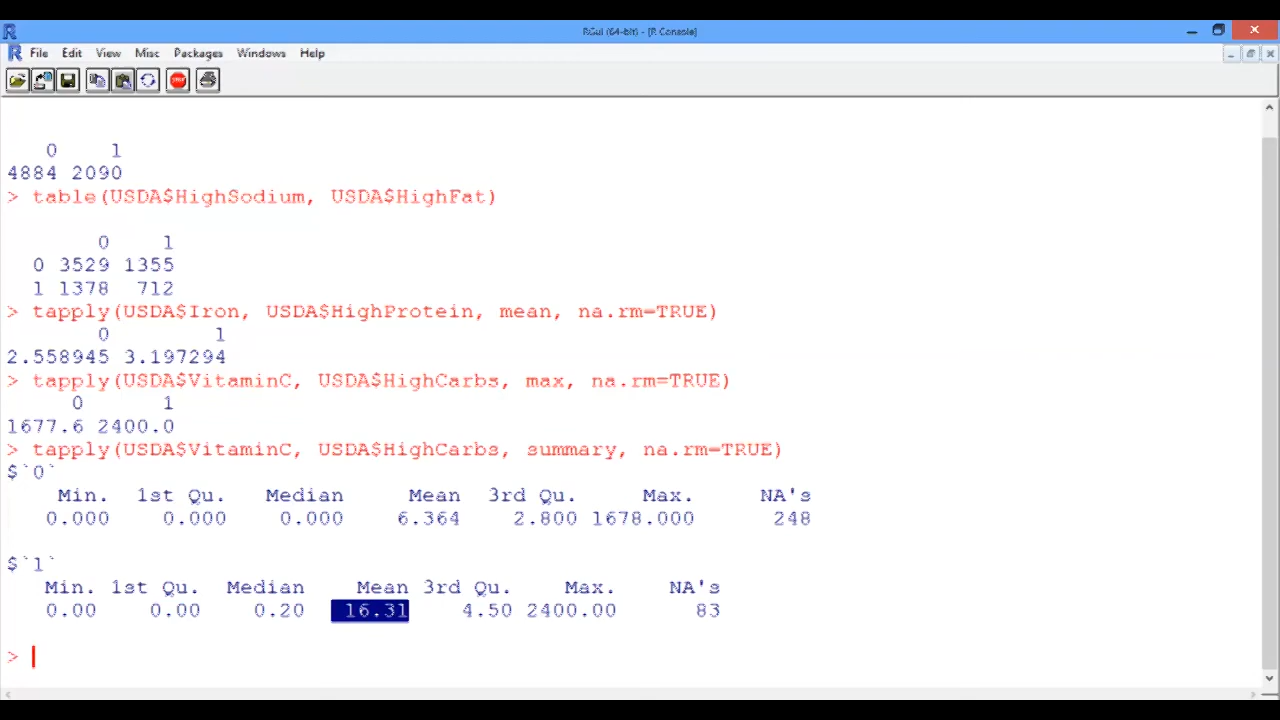 RGui (64-bit) - [R Console]
File Edit View Misc Packages Windows Help
STOP
0 1
4884 2090
> table(USDA$HighSodium, USDA$HighFat)
0 1
0 3529 1355
1 1378 712
> tapply(USDA$Iron, USDA$HighProtein, mean, na.rm=TRUE)
0 1
2.558945 3.197294
> tapply(USDA$VitaminC, USDA$HighCarbs, max, na.rm=TRUE)
0 1
1677.6 2400.0
> tapply(USDA$VitaminC, USDA$HighCarbs, summary, na.rm=TRUE)
$`0`
Min. 1st Qu. Median Mean 3rd Qu. Max. NA's
0.000 0.000 0.000 6.364 2.800 1678.000 248
$`1`
Min. 1st Qu. Median Mean 3rd Qu. Max. NA's
0.00 0.00 0.20 16.31 4.50 2400.00 83
>